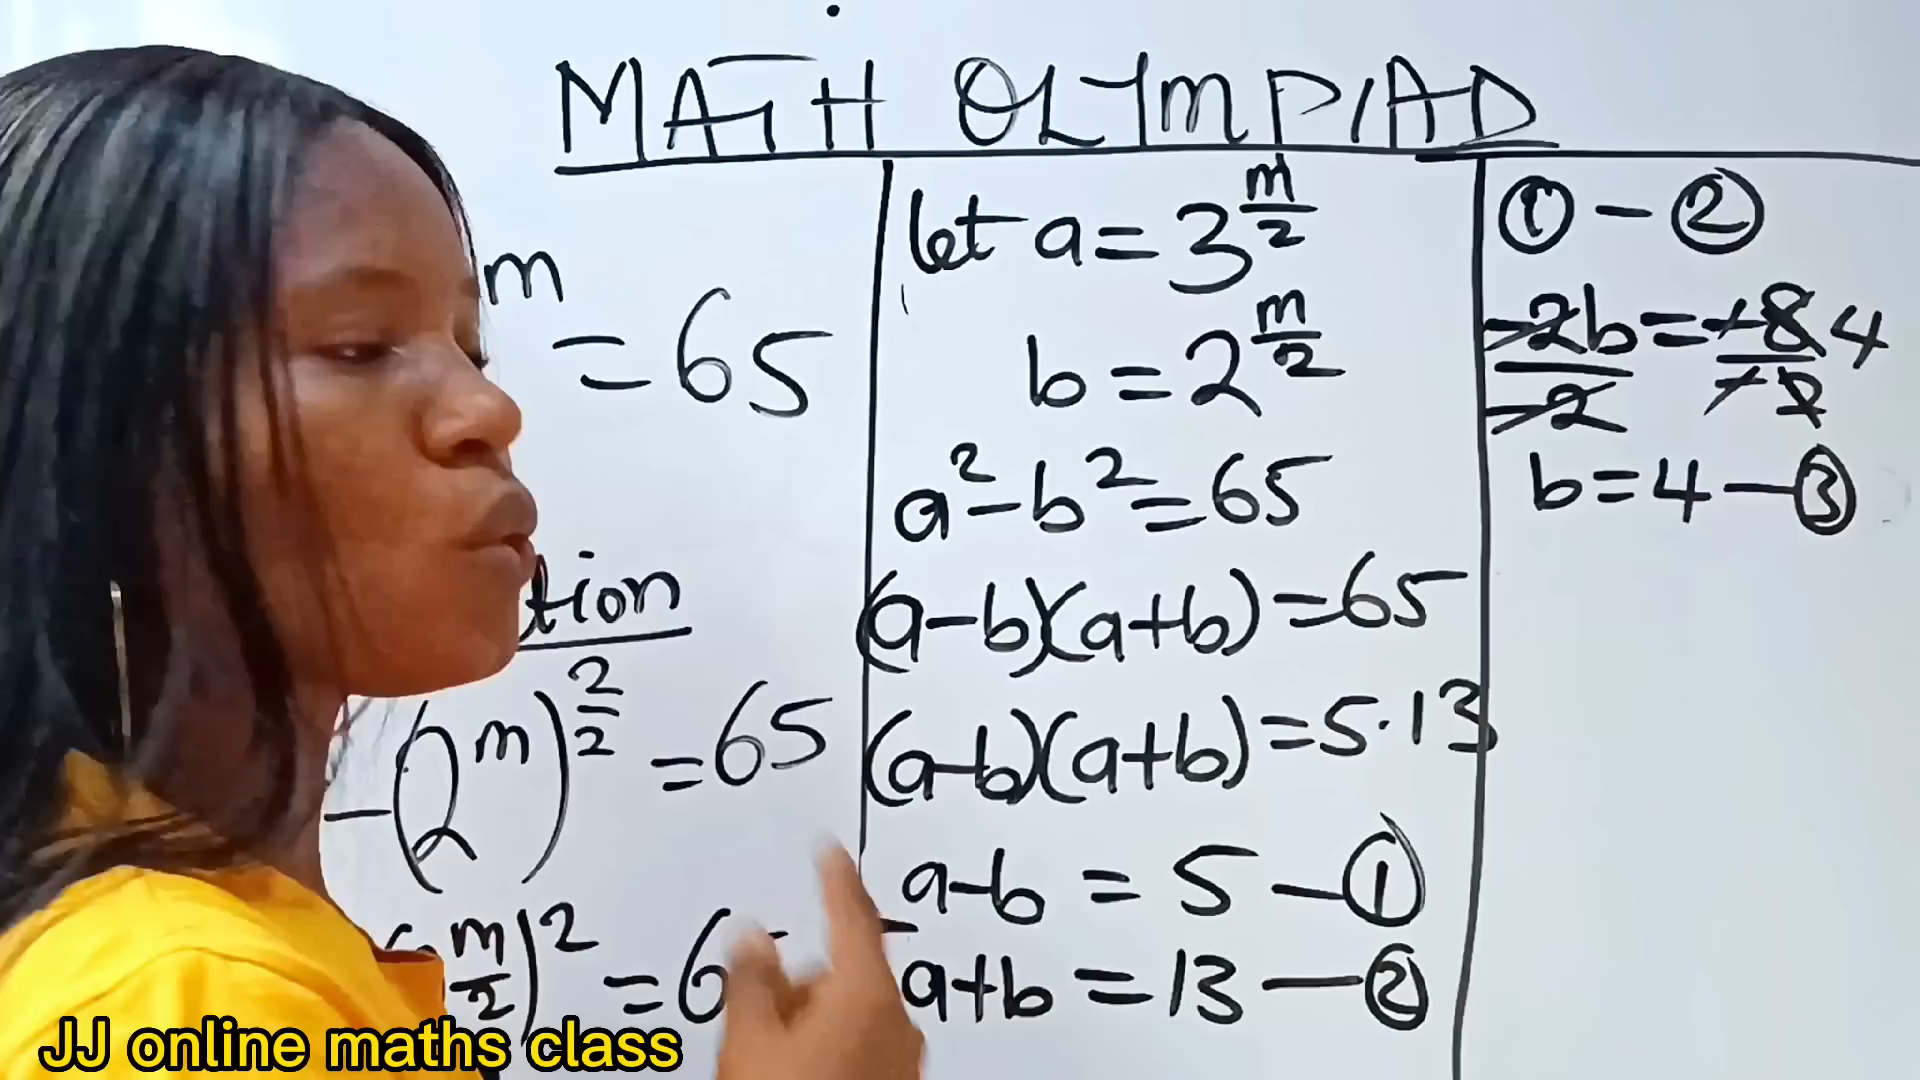 MATH OLYMPIAD
m = 65
tion
-(2^m)^(2/2) = 65
m/2)^2 = 6
let a = 3^(m/2)
b = 2^(m/2)
a² - b² = 65
(a-b)(a+b) = 65
(a-b)(a+b) = 5·13
a-b = 5 — ①
a+b = 13 — ②
① - ②
-2b/-2 = -8/-2 4
b = 4 — ③
JJ online maths class